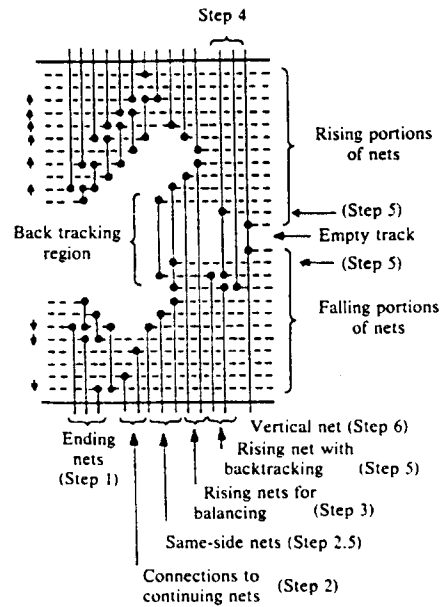 Step 4
Rising portions
of nets
(Step 5)
Empty track
(Step 5)
Back tracking
region
Falling portions
of nets
Vertical net (Step 6)
Ending
nets
(Step 1)
Rising net with
backtracking (Step 5)
Rising nets for
balancing (Step 3)
Same-side nets (Step 2.5)
Connections to
continuing nets (Step 2)